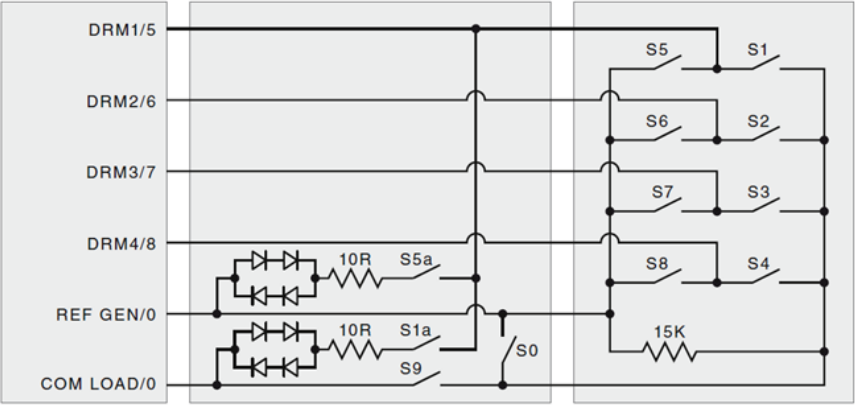 DRM1/5
S5 S1
DRM2/6
S6 S2
DRM3/7
S7 S3
DRM4/8
10R S5a
S8 S4
REF GEN/0
10R S1a
15K
S0
S9
COM LOAD/0